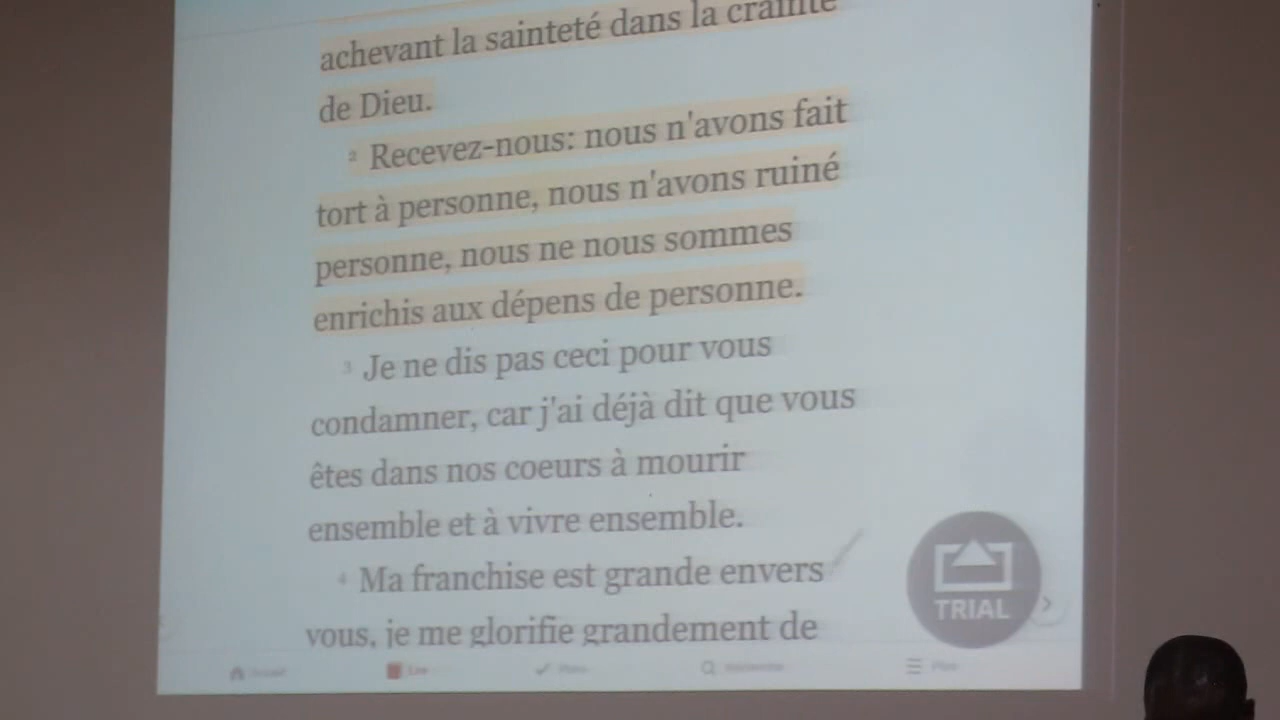 achevant la sainteté dans la crainte
de Dieu.
2 Recevez-nous: nous n'avons fait
tort à personne, nous n'avons ruiné
personne, nous ne nous sommes
enrichis aux dépens de personne.
3 Je ne dis pas ceci pour vous
condamner, car j'ai déjà dit que vous
êtes dans nos coeurs à mourir
ensemble et à vivre ensemble.
4 Ma franchise est grande envers
vous, je me glorifie grandement de
TRIAL
Lire